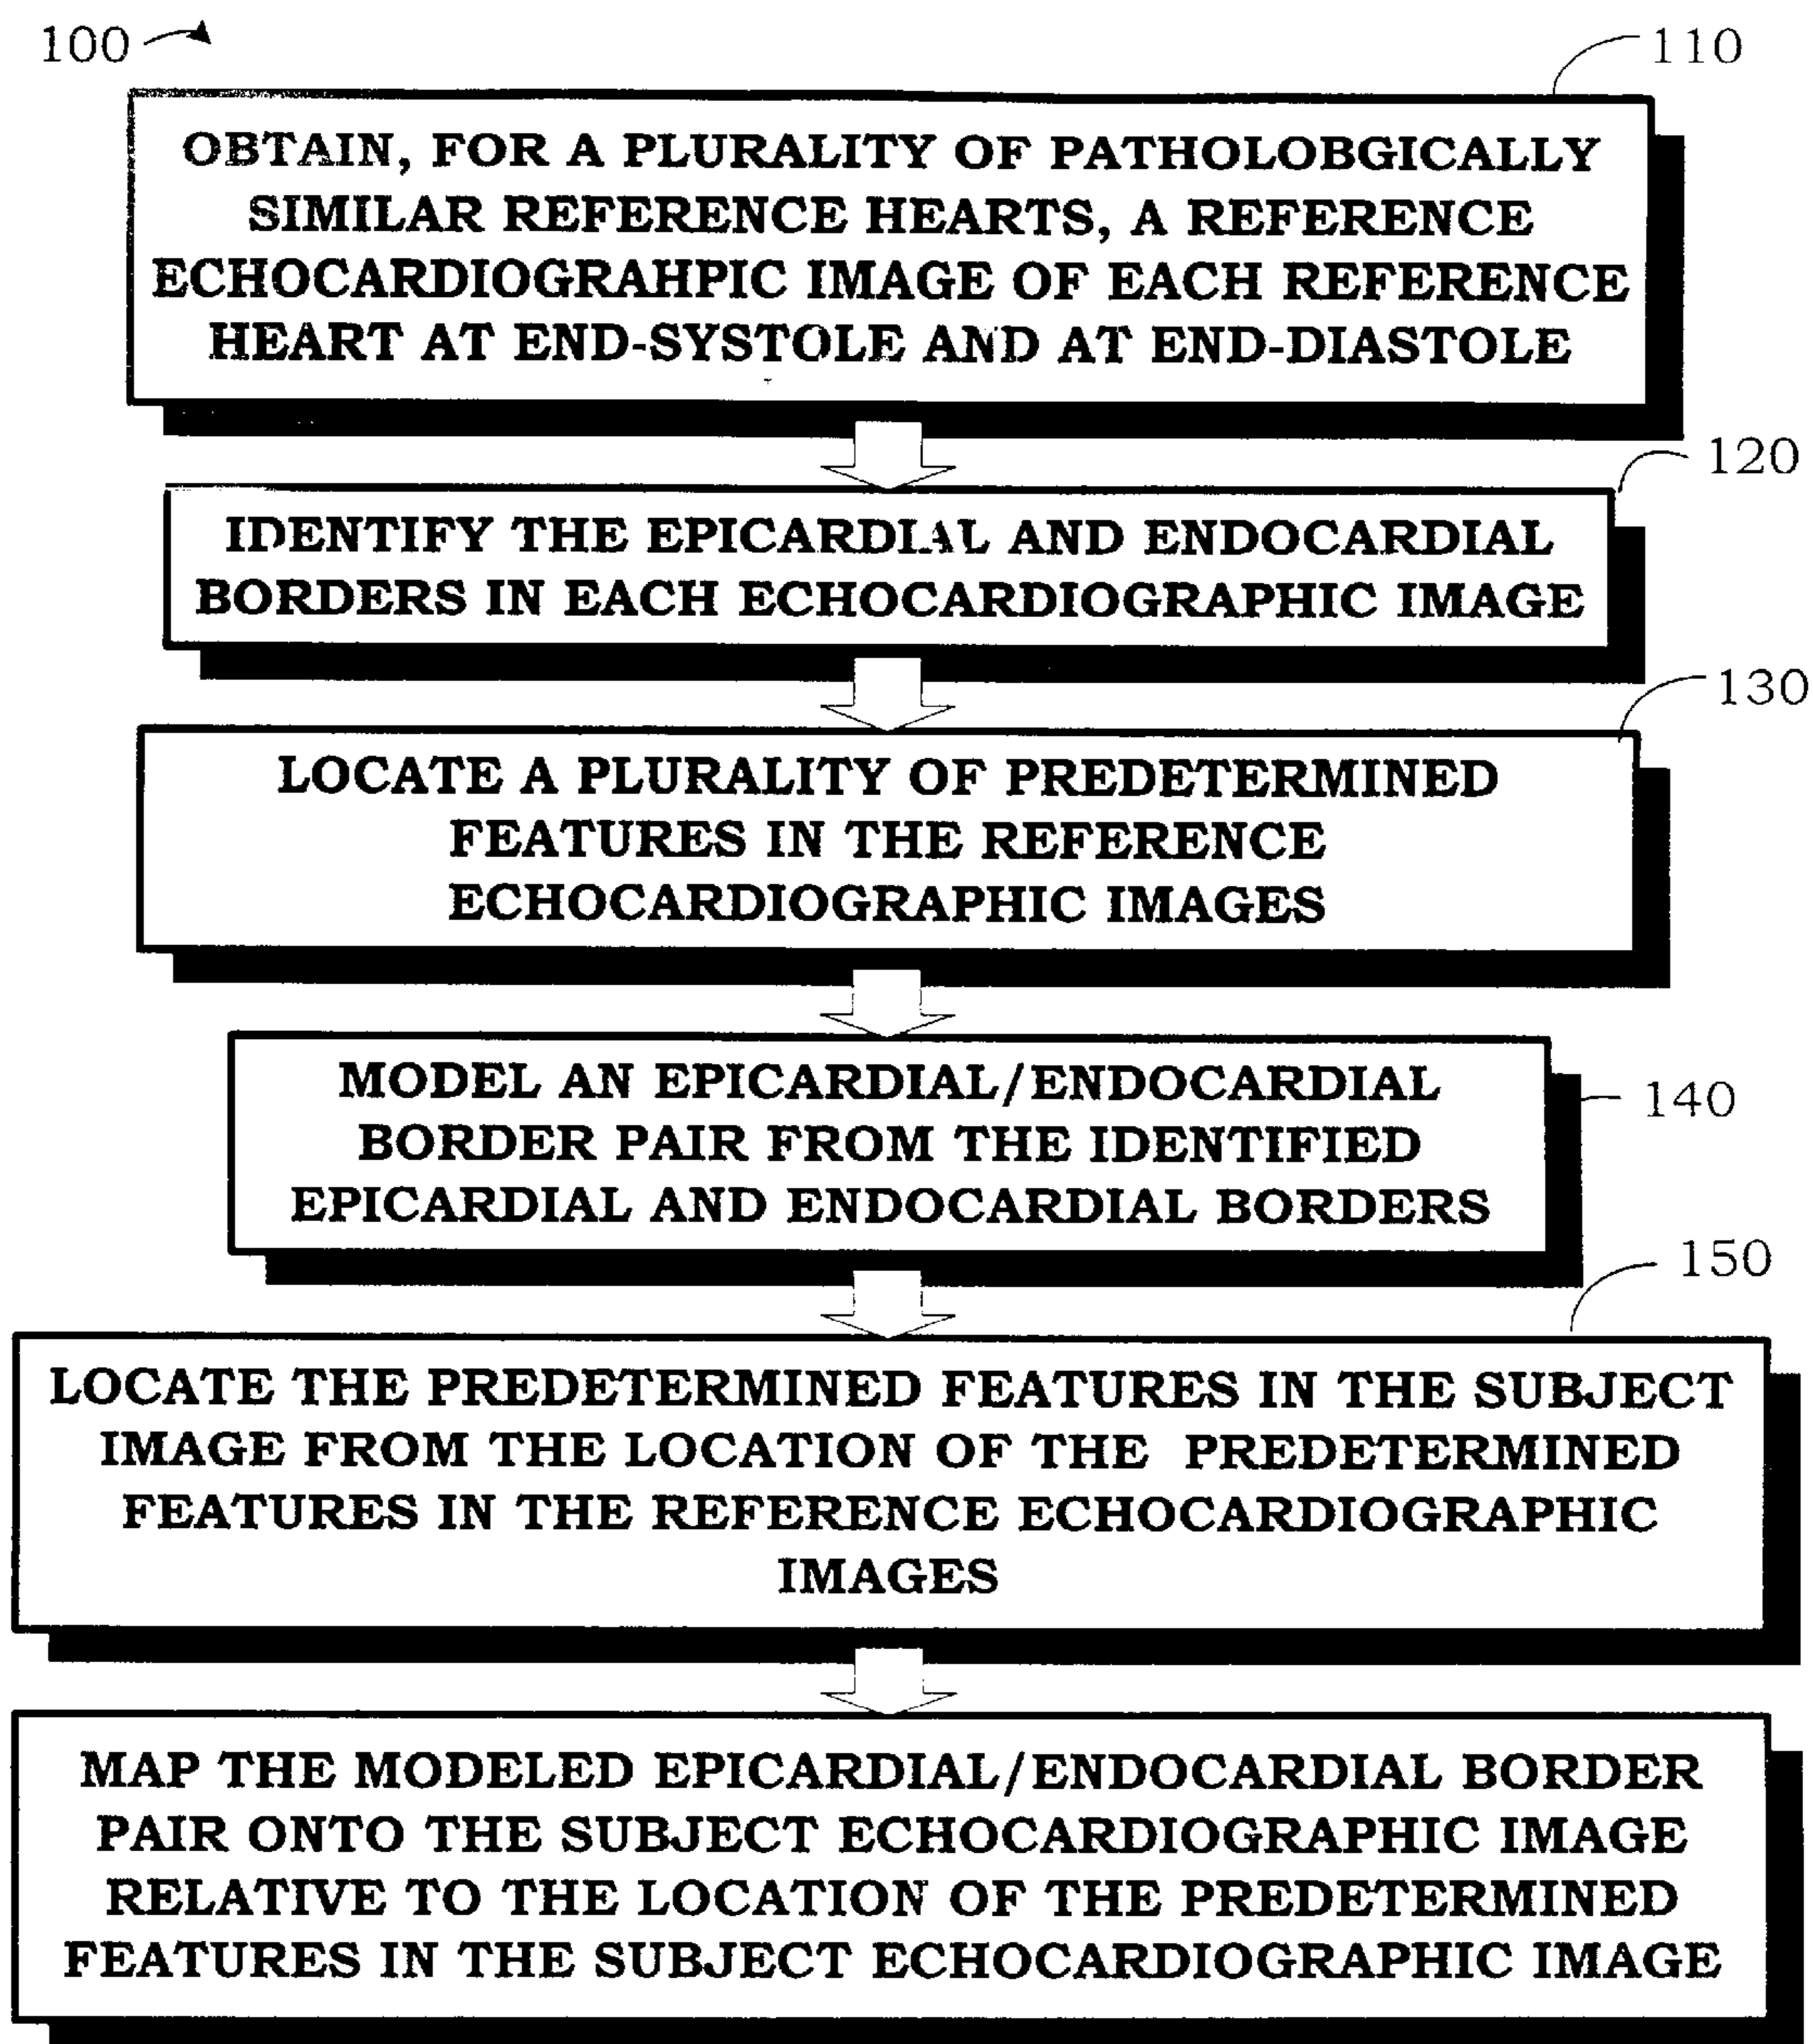 100
110
OBTAIN, FOR A PLURALITY OF PATHOLOBGICALLY
SIMILAR REFERENCE HEARTS, A REFERENCE
ECHOCARDIOGRAHPIC IMAGE OF EACH REFERENCE
HEART AT END-SYSTOLE AND AT END-DIASTOLE
120
IDENTIFY THE EPICARDIAL AND ENDOCARDIAL
BORDERS IN EACH ECHOCARDIOGRAPHIC IMAGE
130
LOCATE A PLURALITY OF PREDETERMINED
FEATURES IN THE REFERENCE
ECHOCARDIOGRAPHIC IMAGES
MODEL AN EPICARDIAL/ENDOCARDIAL
140
BORDER PAIR FROM THE IDENTIFIED
EPICARDIAL AND ENDOCARDIAL BORDERS
150
LOCATE THE PREDETERMINED FEATURES IN THE SUBJECT
IMAGE FROM THE LOCATION OF THE PREDETERMINED
FEATURES IN THE REFERENCE ECHOCARDIOGRAPHIC
IMAGES
MAP THE MODELED EPICARDIAL/ENDOCARDIAL BORDER
PAIR ONTO THE SUBJECT ECHOCARDIOGRAPHIC IMAGE
RELATIVE TO THE LOCATION OF THE PREDETERMINED
FEATURES IN THE SUBJECT ECHOCARDIOGRAPHIC IMAGE